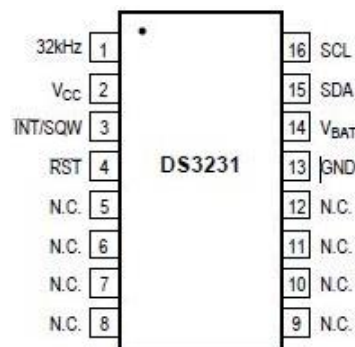 32kHz 1 16 SCL
VCC 2 15 SDA
INT/SQW 3 14 VBAT
RST 4 DS3231 13 GND
N.C. 5 12 N.C.
N.C. 6 11 N.C.
N.C. 7 10 N.C.
N.C. 8 9 N.C.